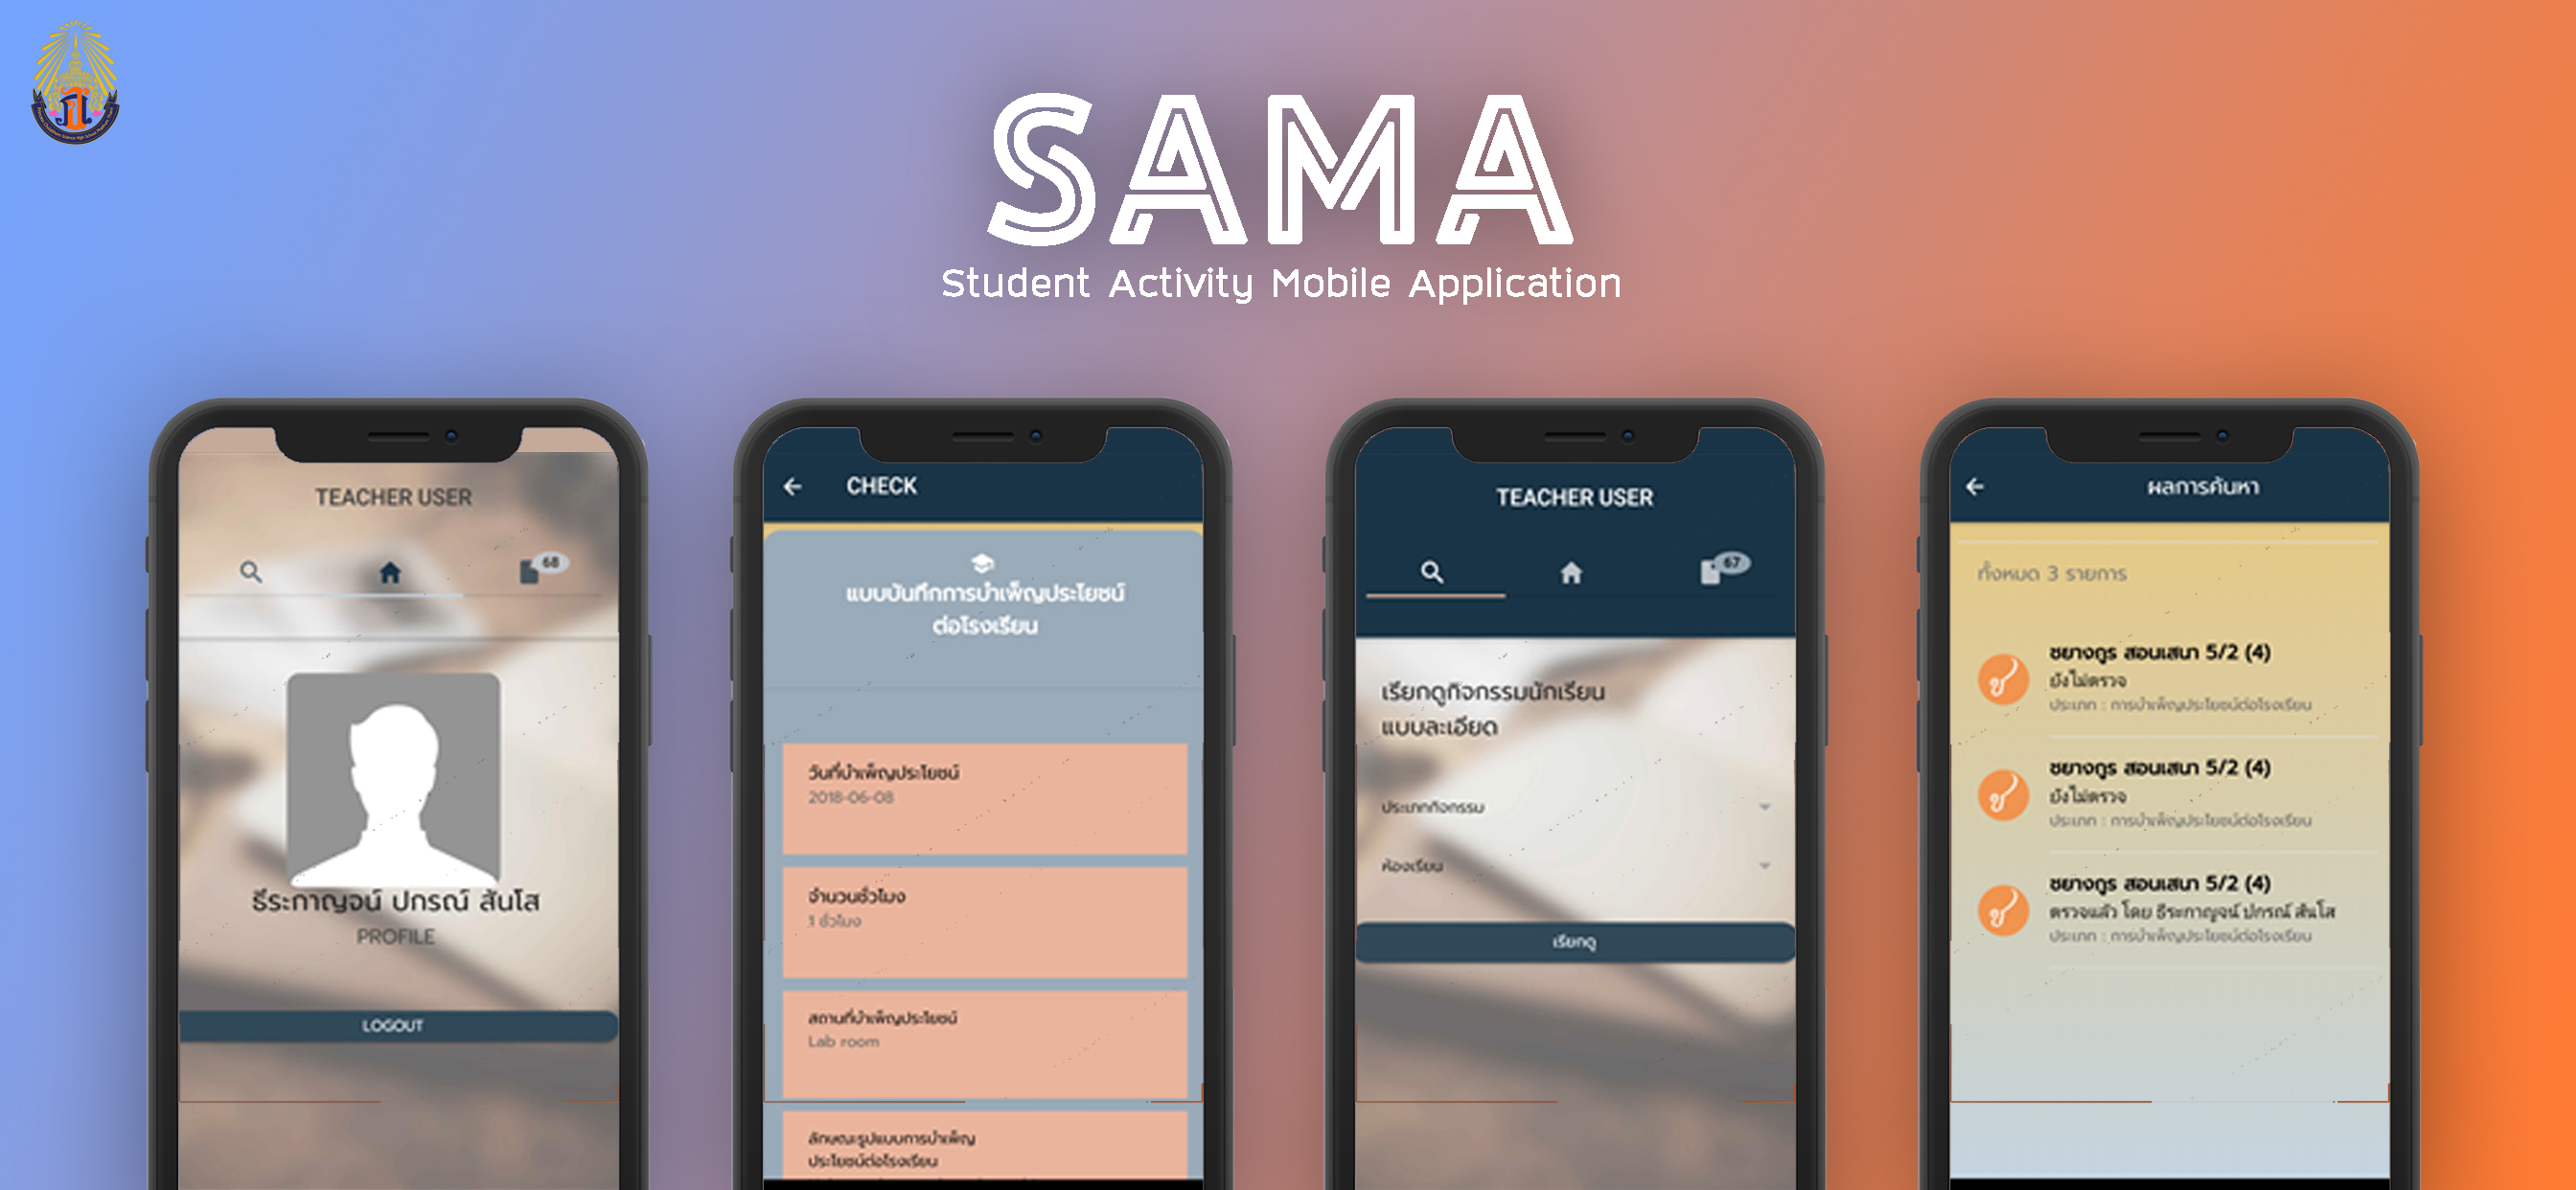 SAMA
Student Activity Mobile Application
TEACHER USER
68
ธีระกาญจน์ ปกรณ์ สันโส
PROFILE
LOGOUT
CHECK
แบบบันทึกการบำเพ็ญประโยชน์
ต่อโรงเรียน
วันที่บำเพ็ญประโยชน์
2018-06-08
จำนวนชั่วโมง
1 ชั่วโมง
สถานที่บำเพ็ญประโยชน์
Lab room
ลักษณะรูปแบบการบำเพ็ญ
ประโยชน์ต่อโรงเรียน
TEACHER USER
67
เรียกดูกิจกรรมนักเรียน
แบบละเอียด
ประเภทกิจกรรม
ห้องเรียน
เรียกดู
ผลการค้นหา
ทั้งหมด 3 รายการ
ช
ชยางกูร สอนเสนา 5/2 (4)
ยังไม่ตรวจ
ประเภท : การบำเพ็ญประโยชน์ต่อโรงเรียน
ช
ชยางกูร สอนเสนา 5/2 (4)
ยังไม่ตรวจ
ประเภท : การบำเพ็ญประโยชน์ต่อโรงเรียน
ช
ชยางกูร สอนเสนา 5/2 (4)
ตรวจแล้ว โดย ธีระกาญจน์ ปกรณ์ สันโส
ประเภท : การบำเพ็ญประโยชน์ต่อโรงเรียน